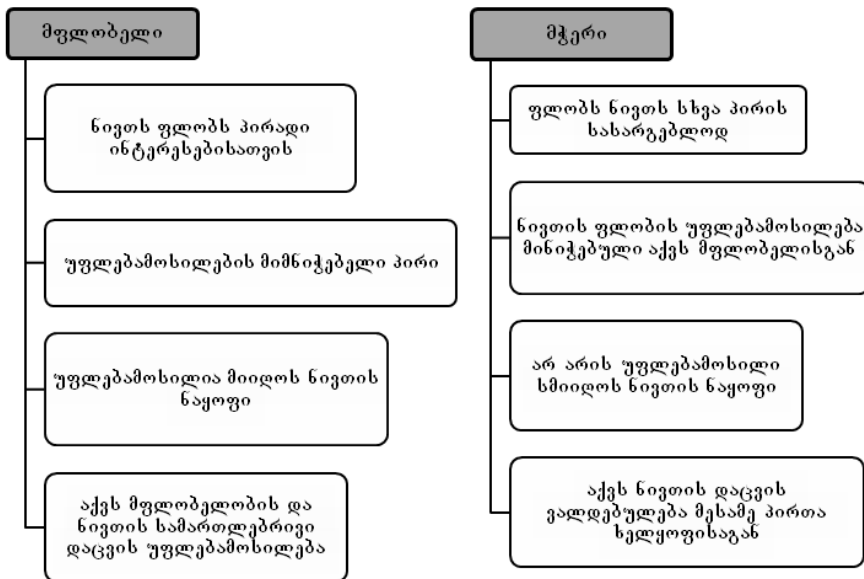 მფლობელი
ნივთს ფლობს პირადი
ინტერესებისათვის
უფლებამოსილების მიმნიჭებელი პირი
უფლებამოსილია მიიღოს ნივთის
ნაყოფი
აქვს მფლობელობის და
ნივთის სამართლებრივი
დაცვის უფლებამოსილება
მჭერი
ფლობს ნივთს სხვა პირის
სასარგებლოდ
ნივთის ფლობის უფლებამოსილება
მინიჭებული აქვს მფლობელისგან
არ არის უფლებამოსილი
სმიიღოს ნივთის ნაყოფი
აქვს ნივთის დაცვის
ვალდებულება მესამე პირთა
ხელყოფისაგან